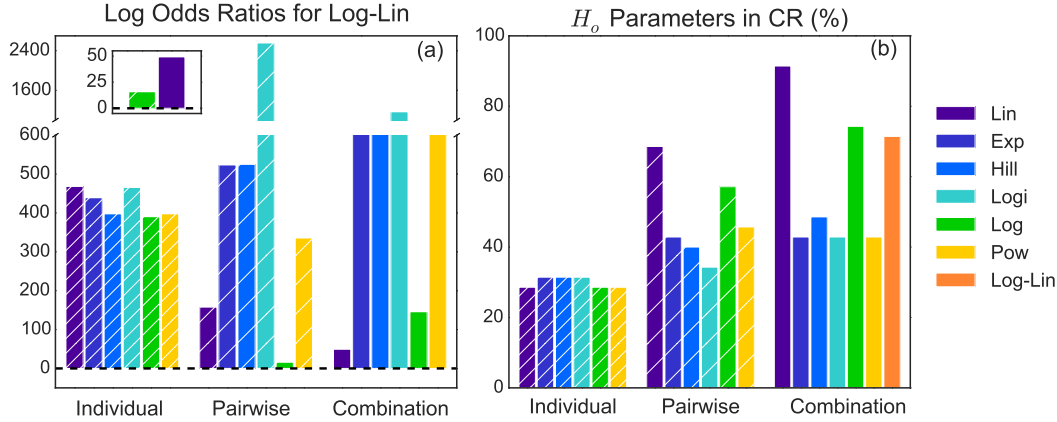 Log Odds Ratios for Log-Lin
(a)
2400
1600
600
500
400
300
200
100
0
50
25
0
Individual
Pairwise
Combination
H_o Parameters in CR (%)
(b)
100
80
60
40
20
0
Individual
Pairwise
Combination
Lin
Exp
Hill
Logi
Log
Pow
Log-Lin